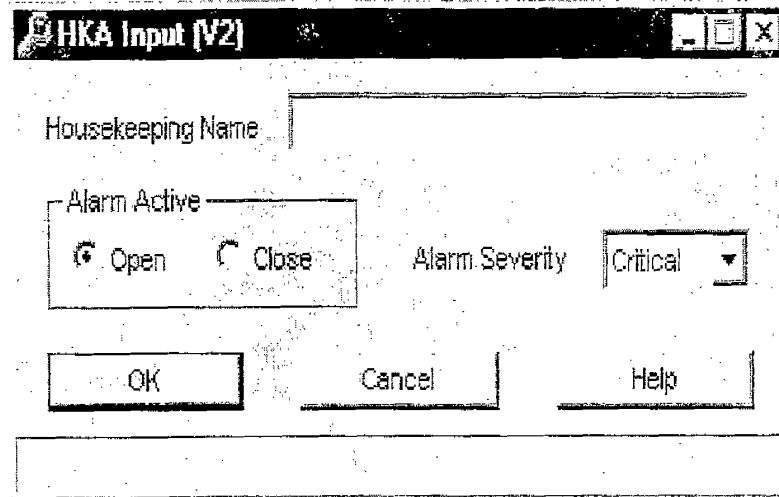 HKA Input (V2)
Housekeeping Name
Alarm Active
Open Close Alarm Severity Critical
OK Cancel Help